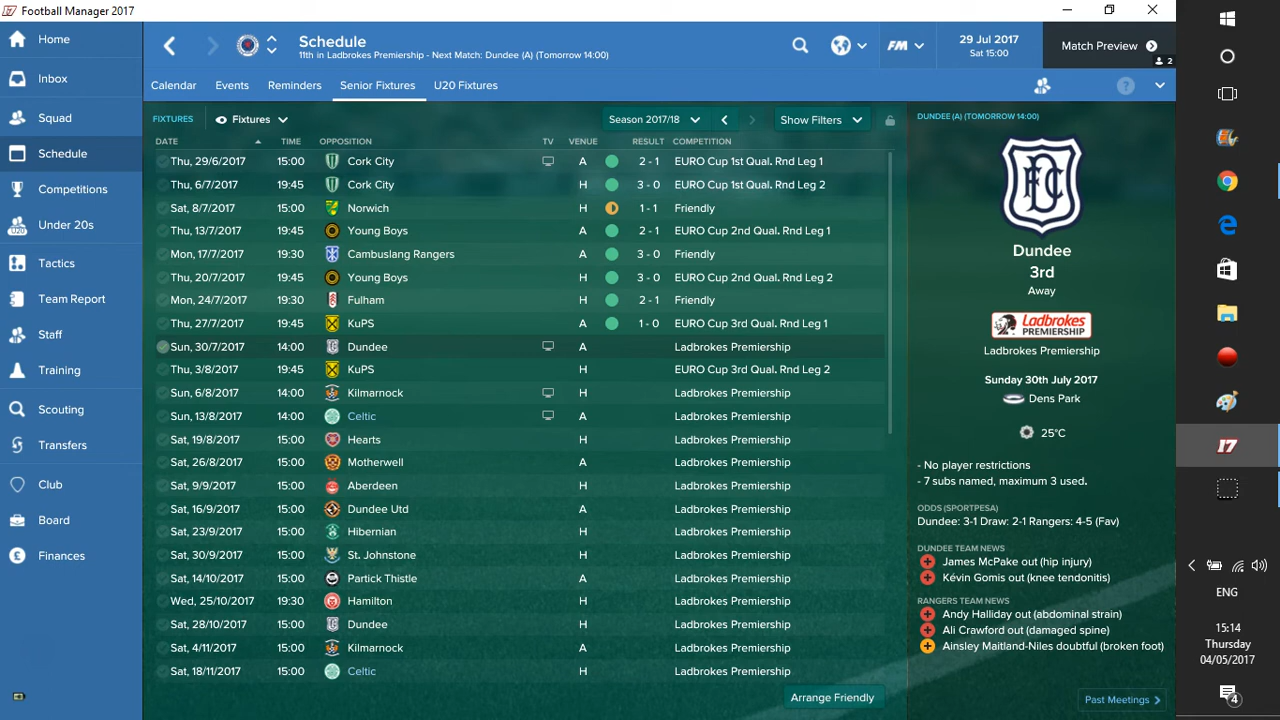 Football Manager 2017
Home
Inbox
Squad
Schedule
Competitions
Under 20s
Tactics
Team Report
Staff
Training
Scouting
Transfers
Club
Board
Finances
Schedule
11th in Ladbrokes Premiership - Next Match: Dundee (A) (Tomorrow 14:00)
FM
29 Jul 2017
Sat 15:00
Match Preview
2
Calendar Events Reminders Senior Fixtures U20 Fixtures
?
FIXTURES Fixtures Season 2017/18 Show Filters
DATE TIME OPPOSITION TV VENUE RESULT COMPETITION
Thu, 29/6/2017 15:00 Cork City A 2 - 1 EURO Cup 1st Qual. Rnd Leg 1
Thu, 6/7/2017 19:45 Cork City H 3 - 0 EURO Cup 1st Qual. Rnd Leg 2
Sat, 8/7/2017 15:00 Norwich H 1 - 1 Friendly
Thu, 13/7/2017 19:45 Young Boys A 2 - 1 EURO Cup 2nd Qual. Rnd Leg 1
Mon, 17/7/2017 19:30 Cambuslang Rangers A 3 - 0 Friendly
Thu, 20/7/2017 19:45 Young Boys H 3 - 0 EURO Cup 2nd Qual. Rnd Leg 2
Mon, 24/7/2017 19:30 Fulham H 2 - 1 Friendly
Thu, 27/7/2017 19:45 KuPS A 1 - 0 EURO Cup 3rd Qual. Rnd Leg 1
Sun, 30/7/2017 14:00 Dundee A Ladbrokes Premiership
Thu, 3/8/2017 19:45 KuPS H EURO Cup 3rd Qual. Rnd Leg 2
Sun, 6/8/2017 14:00 Kilmarnock H Ladbrokes Premiership
Sun, 13/8/2017 14:00 Celtic A Ladbrokes Premiership
Sat, 19/8/2017 15:00 Hearts H Ladbrokes Premiership
Sat, 26/8/2017 15:00 Motherwell A Ladbrokes Premiership
Sat, 9/9/2017 15:00 Aberdeen H Ladbrokes Premiership
Sat, 16/9/2017 15:00 Dundee Utd A Ladbrokes Premiership
Sat, 23/9/2017 15:00 Hibernian H Ladbrokes Premiership
Sat, 30/9/2017 15:00 St. Johnstone H Ladbrokes Premiership
Sat, 14/10/2017 15:00 Partick Thistle A Ladbrokes Premiership
Wed, 25/10/2017 19:30 Hamilton H Ladbrokes Premiership
Sat, 28/10/2017 15:00 Dundee H Ladbrokes Premiership
Sat, 4/11/2017 15:00 Kilmarnock A Ladbrokes Premiership
Sat, 18/11/2017 15:00 Celtic H Ladbrokes Premiership
Arrange Friendly
DUNDEE (A) (TOMORROW 14:00)
DFC
Dundee
3rd
Away
Ladbrokes
PREMIERSHIP
Ladbrokes Premiership
Sunday 30th July 2017
Dens Park
25°C
- No player restrictions
- 7 subs named, maximum 3 used.
ODDS (SPORTPESA)
Dundee: 3-1 Draw: 2-1 Rangers: 4-5 (Fav)
DUNDEE TEAM NEWS
James McPake out (hip injury)
Kévin Gomis out (knee tendonitis)
RANGERS TEAM NEWS
Andy Halliday out (abdominal strain)
Ali Crawford out (damaged spine)
Ainsley Maitland-Niles doubtful (broken foot)
Past Meetings
17
ENG
15:14
Thursday
04/05/2017
4